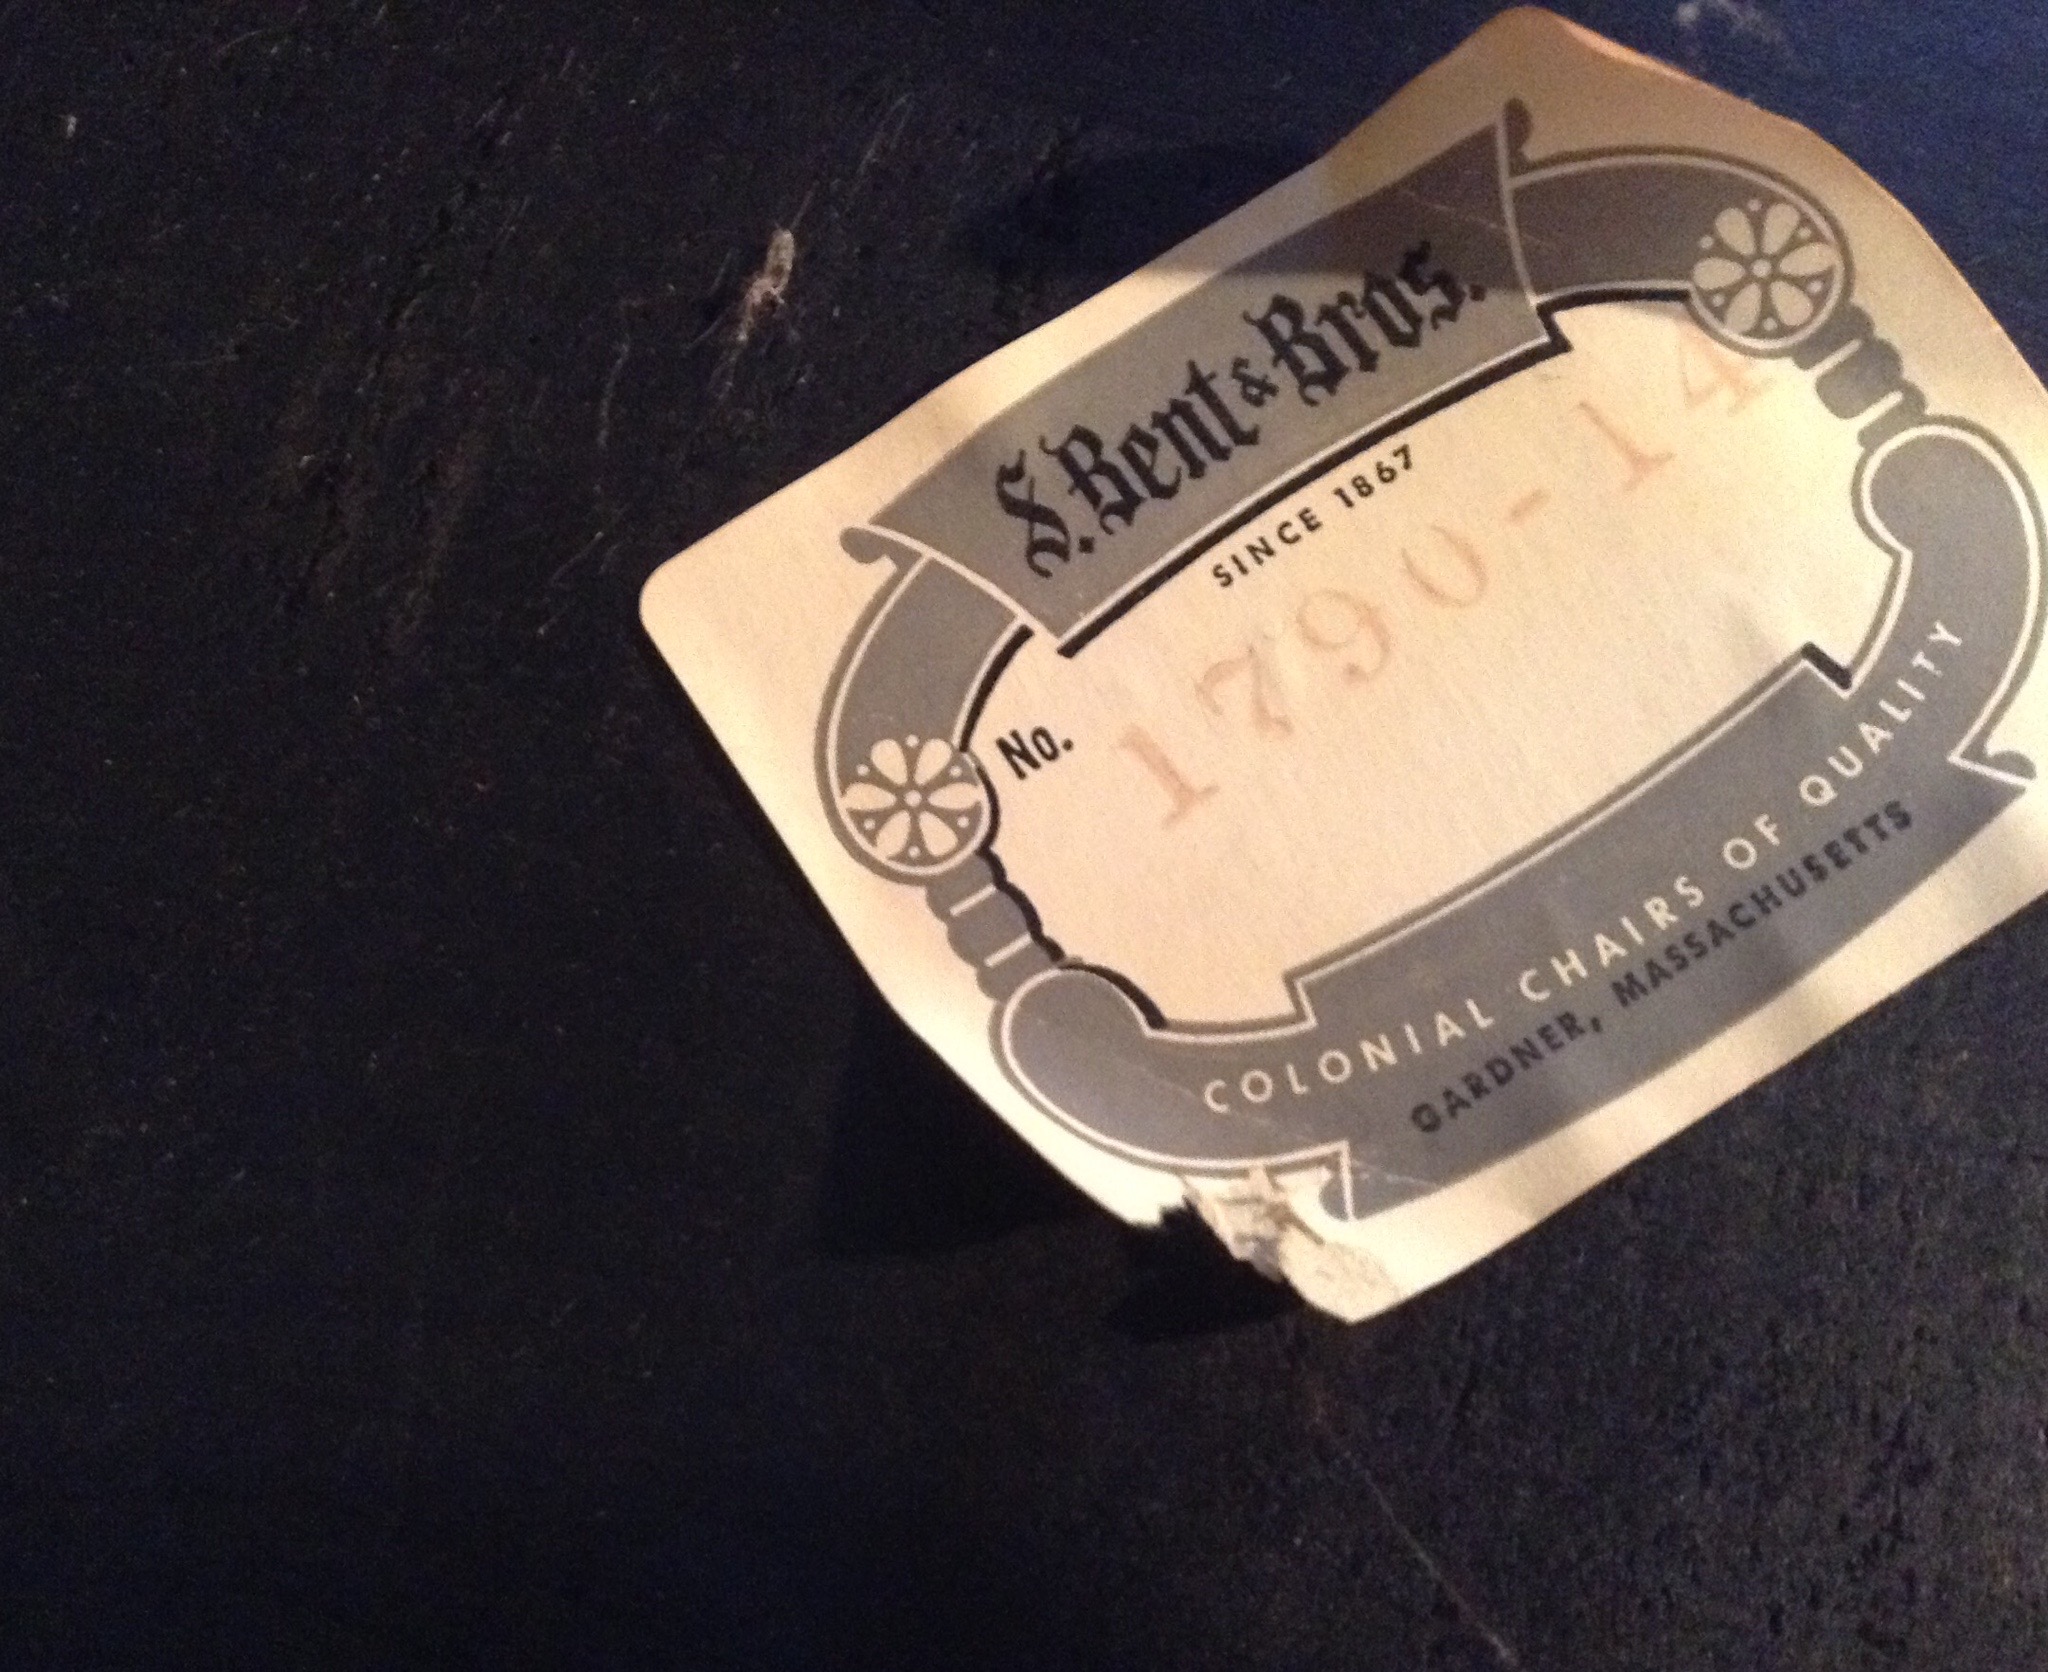 S. Bent & Bros.
SINCE 1867
No. 1790-14
COLONIAL CHAIRS OF QUALITY
GARDNER, MASSACHUSETTS